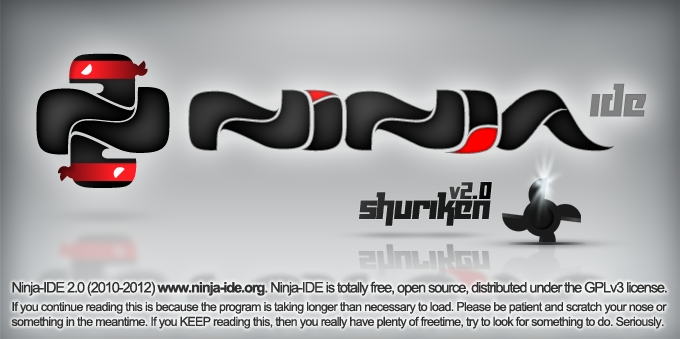 NINJA IDE
shuriken v2.0
Ninja-IDE 2.0 (2010-2012) www.ninja-ide.org. Ninja-IDE is totally free, open source, distributed under the GPLv3 license.
If you continue reading this is because the program is taking longer than necessary to load. Please be patient and scratch your nose or
something in the meantime. If you KEEP reading this, then you really have plenty of freetime, try to look for something to do. Seriously.